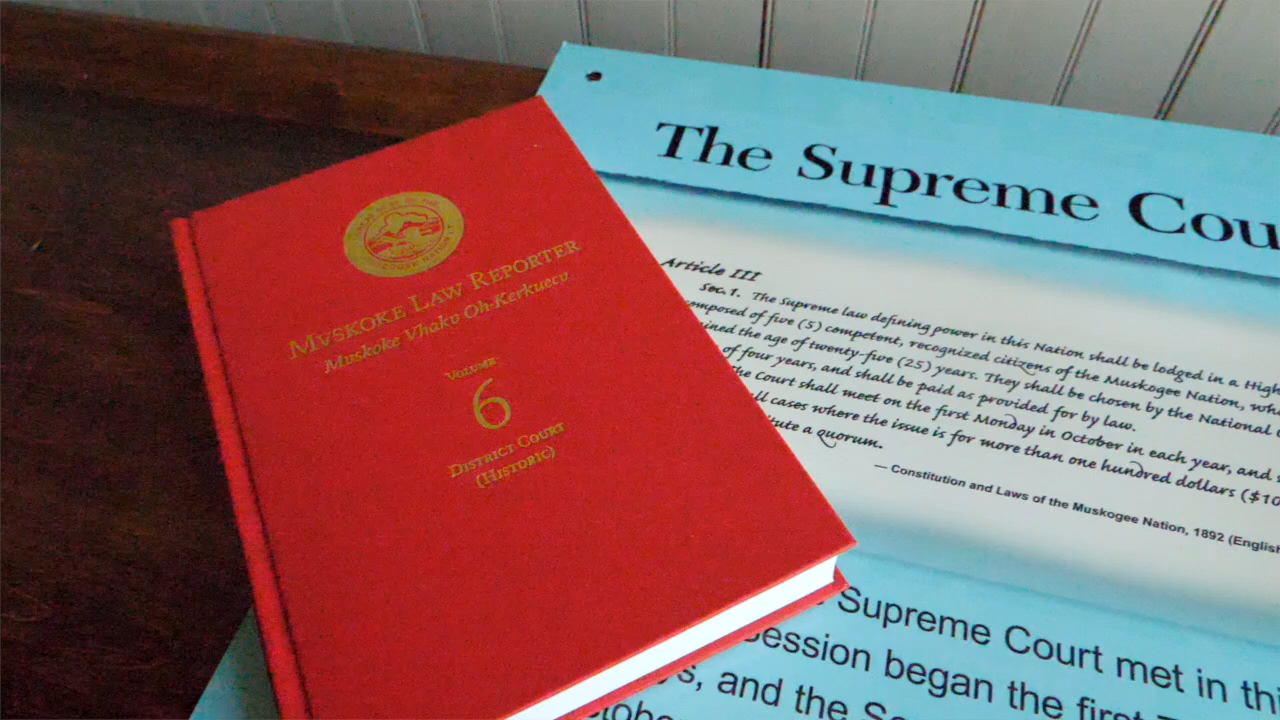 MVSKOKE LAW REPORTER
Mvskoke Vhakv Oh-Kerkuecv
VOLUME
6
DISTRICT COURT
(HISTORIC)
The Supreme Cou
Article III
Sec. 1. The Supreme law defining power in this Nation shall be lodged in a High
omposed of five (5) competent, recognized citizens of the Muskogee Nation, who
ined the age of twenty-five (25) years. They shall be chosen by the National
of four years, and shall be paid as provided for by law.
The Court shall meet on the first Monday in October in each year, and
ll cases where the issue is for more than one hundred dollars ($10
itute a quorum.
— Constitution and Laws of the Muskogee Nation, 1892 (English
Supreme Court met in thi
session began the first
s, and the Se
ctobe